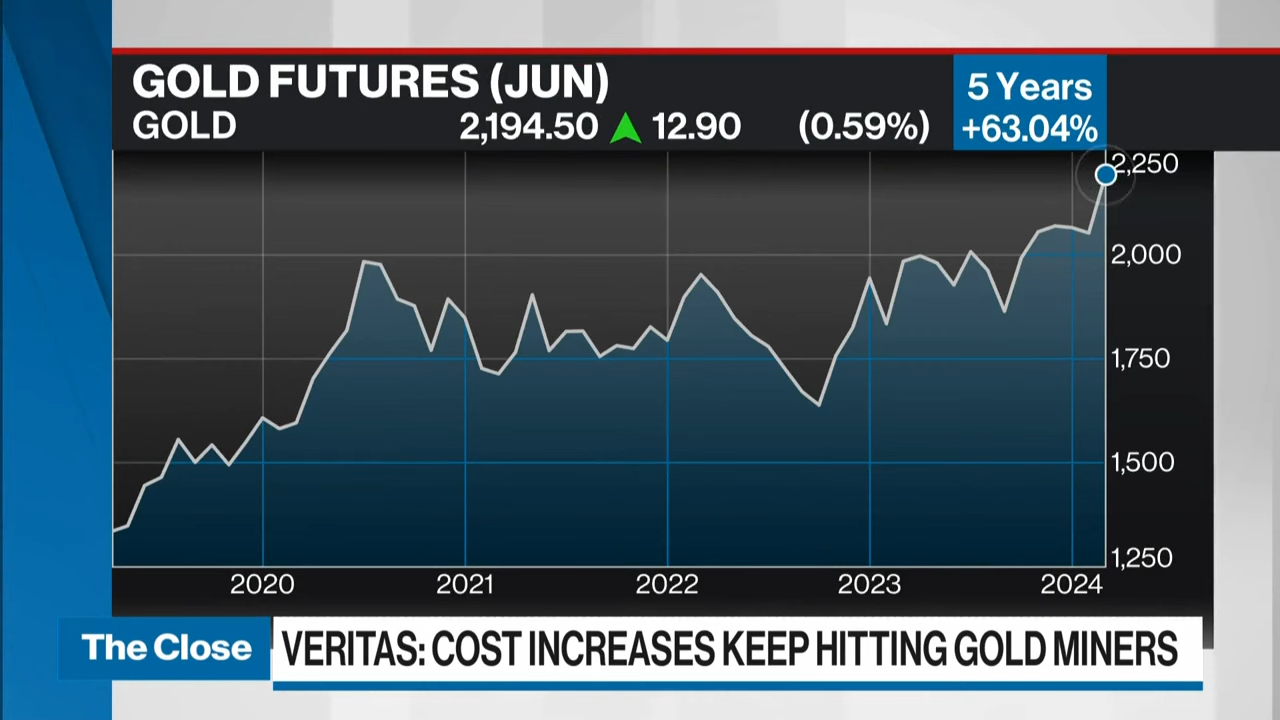 GOLD FUTURES (JUN)
GOLD 2,194.50 ▲ 12.90 (0.59%)
5 Years
+63.04%
2,250
2,000
1,750
1,500
1,250
2020 2021 2022 2023 2024
The Close
VERITAS: COST INCREASES KEEP HITTING GOLD MINERS